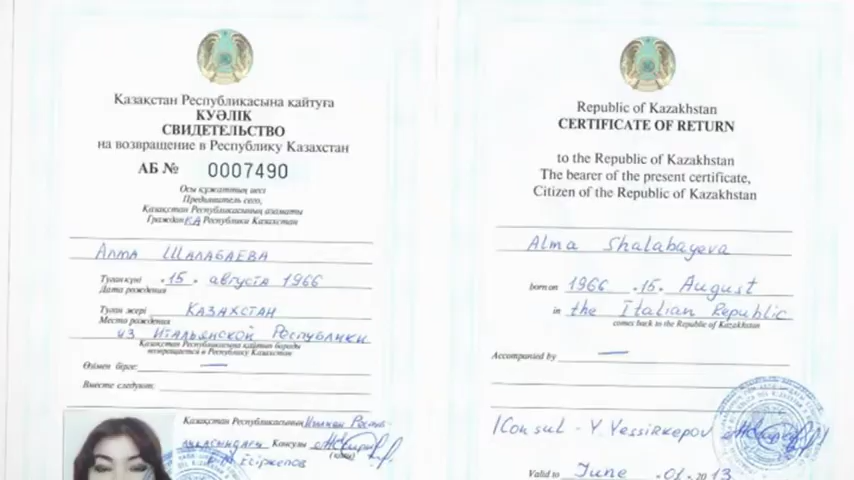 Қазақстан Республикасына қайтуға
КУӘЛІК
СВИДЕТЕЛЬСТВО
на возвращение в Республику Казахстан
АБ № 0007490
Осы құжаттың иесі
Предъявитель сего,
Қазақстан Республикасының азаматы
Гражданка Республики Казахстан
Алма Шалабаева
Туған күні
Дата рождения
15 августа 1966
Туған жері
Место рождения
КАЗАХСТАН
из Итальянской Республики
Қазақстан Республикасына қайтып барады
возвращается в Республику Казахстан
Өзімен бірге:
Вместе следуют:
Қазақстан Республикасының
Консулы
(қолы)
Есіркепов
Republic of Kazakhstan
CERTIFICATE OF RETURN
to the Republic of Kazakhstan
The bearer of the present certificate,
Citizen of the Republic of Kazakhstan
Alma Shalabayeva
born on 1966 .15. August
in the Italian Republic
comes back to the Republic of Kazakhstan
Accompanied by —
Consul - Y. Yessirkepov
Valid to June .01. 2013